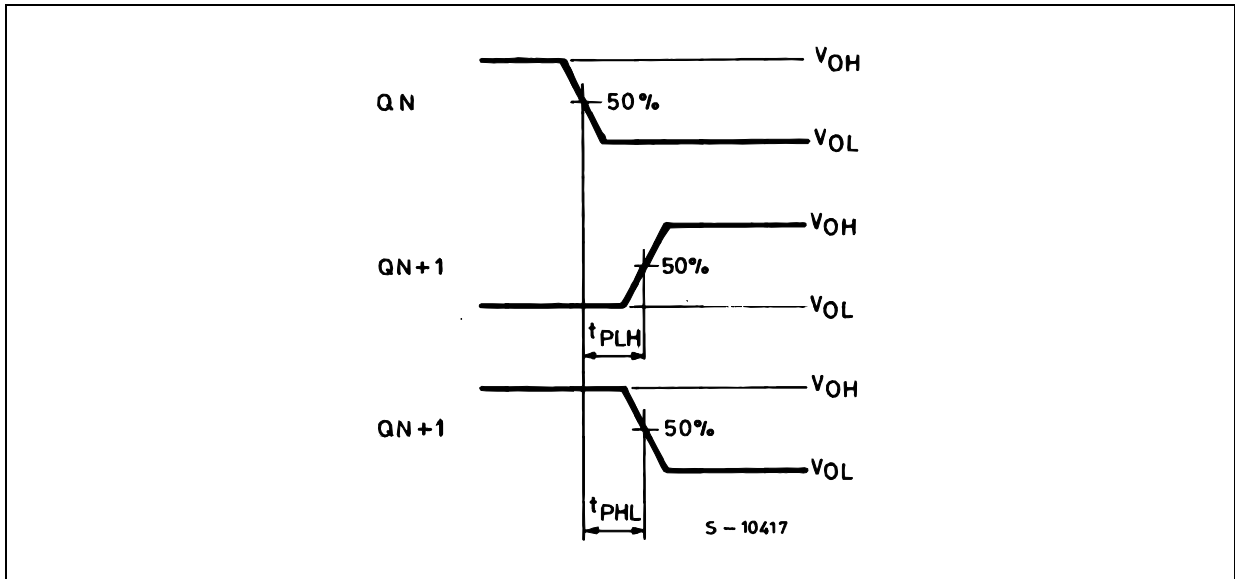 VOH
QN
50%
VOL
VOH
QN+1
50%
VOL
tPLH
VOH
QN+1
50%
VOL
tPHL
S-10417